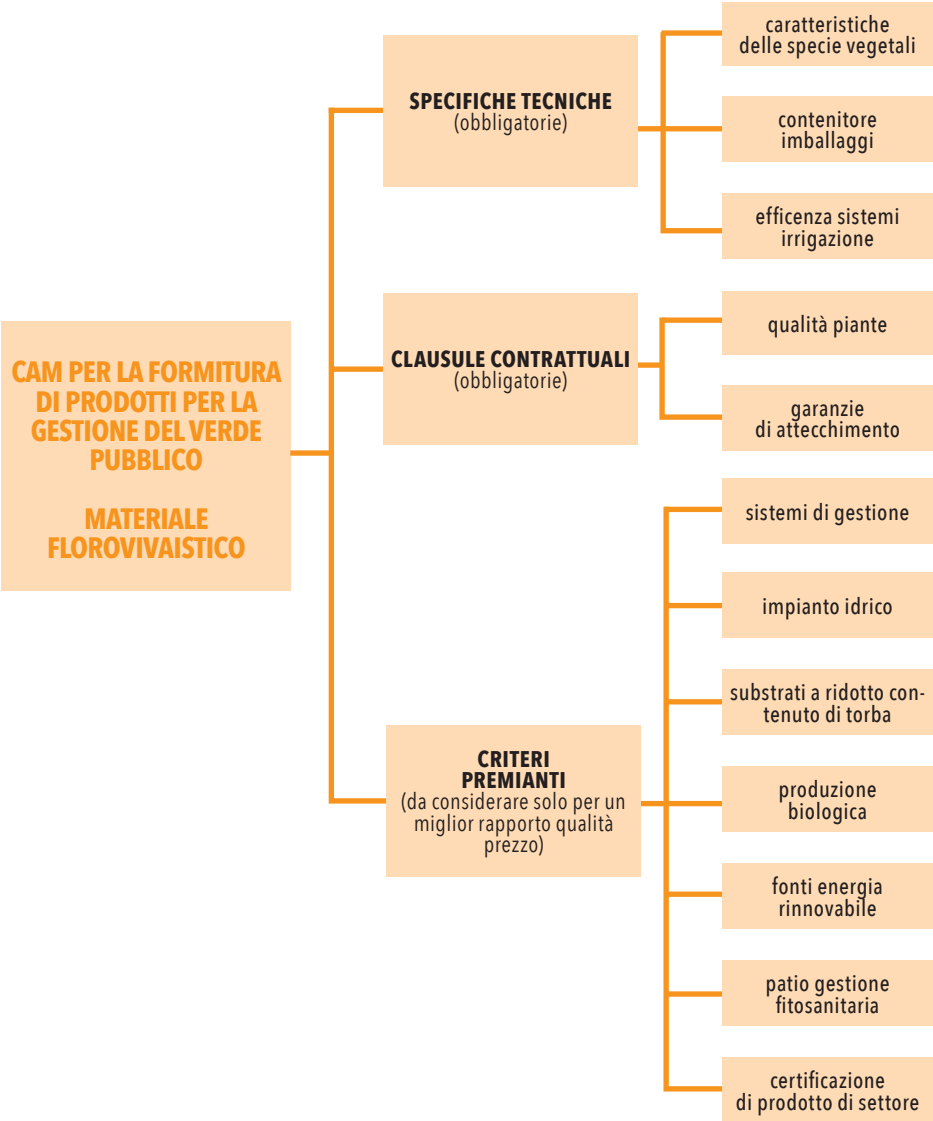 CAM PER LA FORMITURA
DI PRODOTTI PER LA
GESTIONE DEL VERDE
PUBBLICO
MATERIALE
FLOROVIVAISTICO
SPECIFICHE TECNICHE
(obbligatorie)
caratteristiche
delle specie vegetali
contenitore
imballaggi
efficenza sistemi
irrigazione
CLAUSULE CONTRATTUALI
(obbligatorie)
qualità piante
garanzie
di attecchimento
CRITERI
PREMIANTI
(da considerare solo per un
miglior rapporto qualità
prezzo)
sistemi di gestione
impianto idrico
substrati a ridotto con-
tenuto di torba
produzione
biologica
fonti energia
rinnovabile
patio gestione
fitosanitaria
certificazione
di prodotto di settore